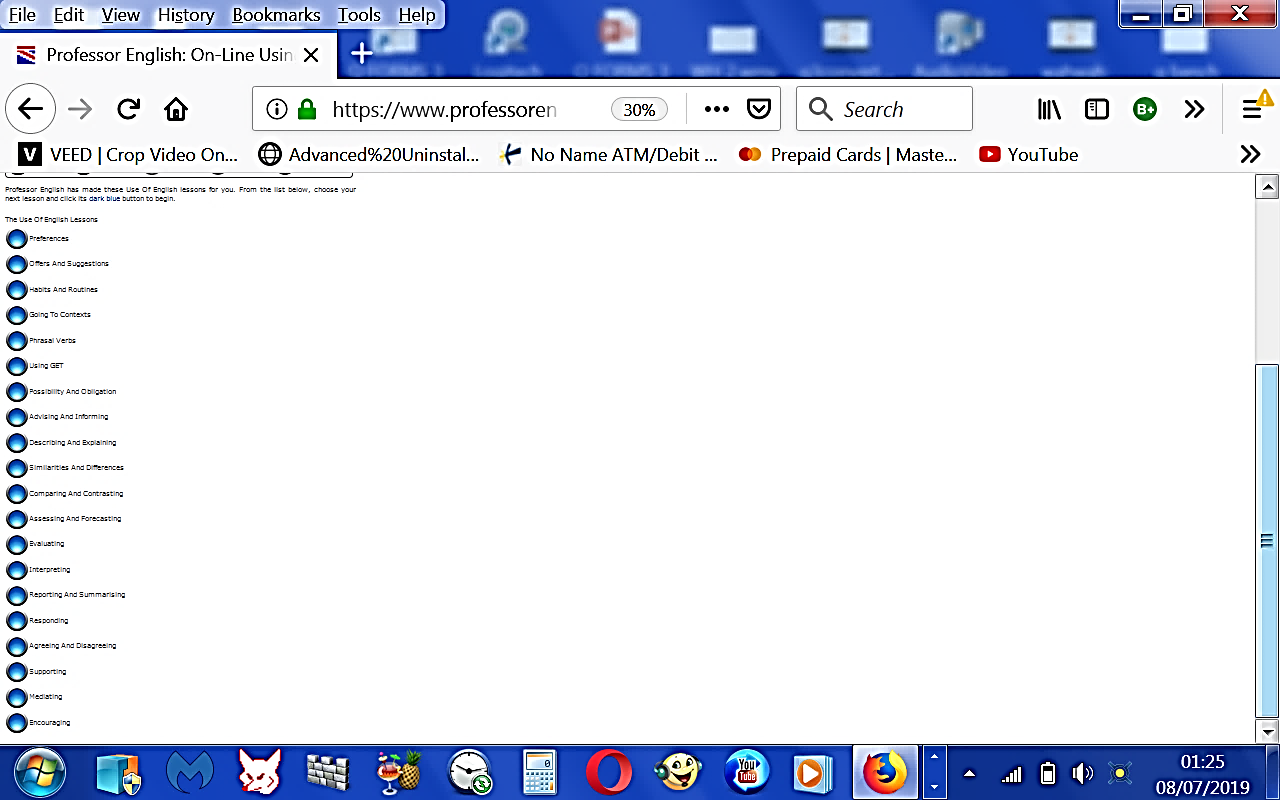 File Edit View History Bookmarks Tools Help
Professor English: On-Line Usin
https://www.professoren 30% Search B+
V VEED | Crop Video On... Advanced%20Uninstal... No Name ATM/Debit ... Prepaid Cards | Maste... YouTube
Professor English has made these Use Of English lessons for you. From the list below, choose your
next lesson and click its dark blue button to begin.
The Use Of English Lessons
Preferences
Offers And Suggestions
Habits And Routines
Going To Contexts
Phrasal Verbs
Using GET
Possibility And Obligation
Advising And Informing
Describing And Explaining
Similarities And Differences
Comparing And Contrasting
Assessing And Forecasting
Evaluating
Interpreting
Reporting And Summarising
Responding
Agreeing And Disagreeing
Supporting
Mediating
Encouraging
You Tube
01:25
08/07/2019